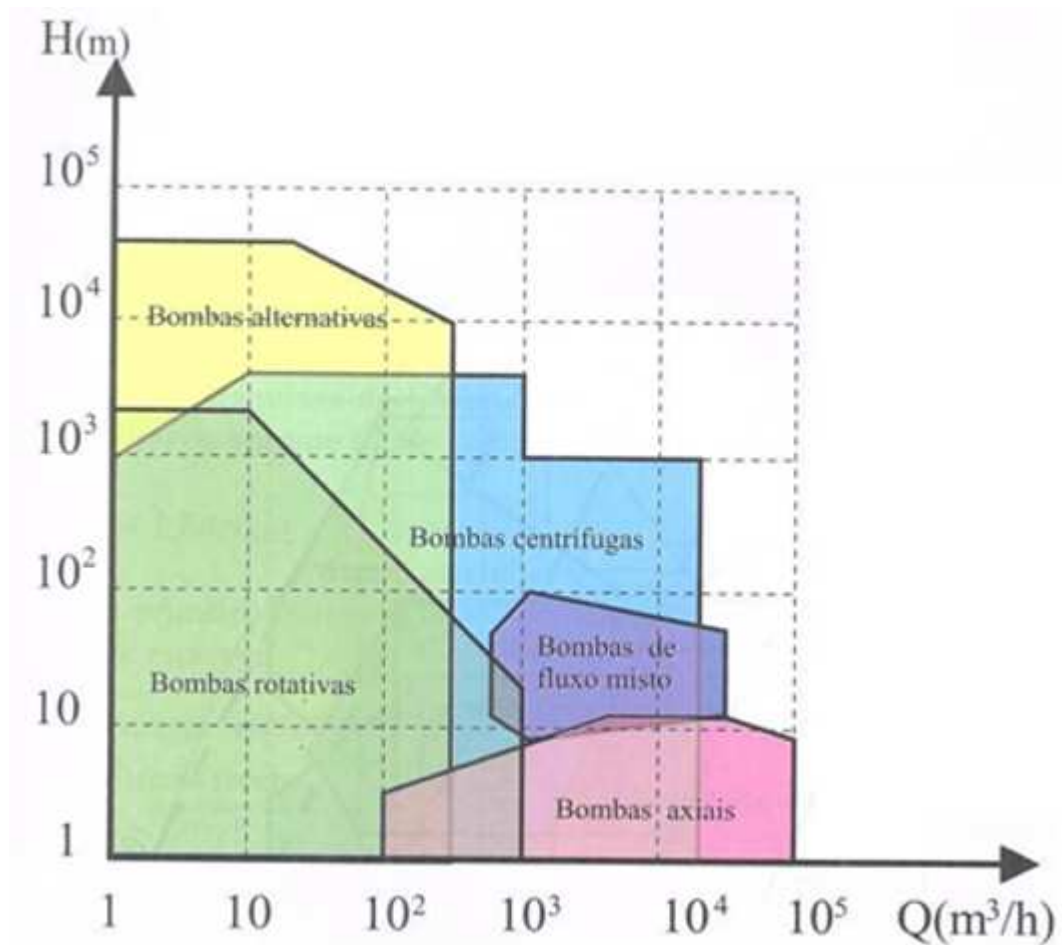 H(m)
10⁵
10⁴
Bombas alternativas
10³
Bombas centrífugas
10²
Bombas de
fluxo misto
Bombas rotativas
10
Bombas axiais
1
1 10 10² 10³ 10⁴ 10⁵ Q(m³/h)